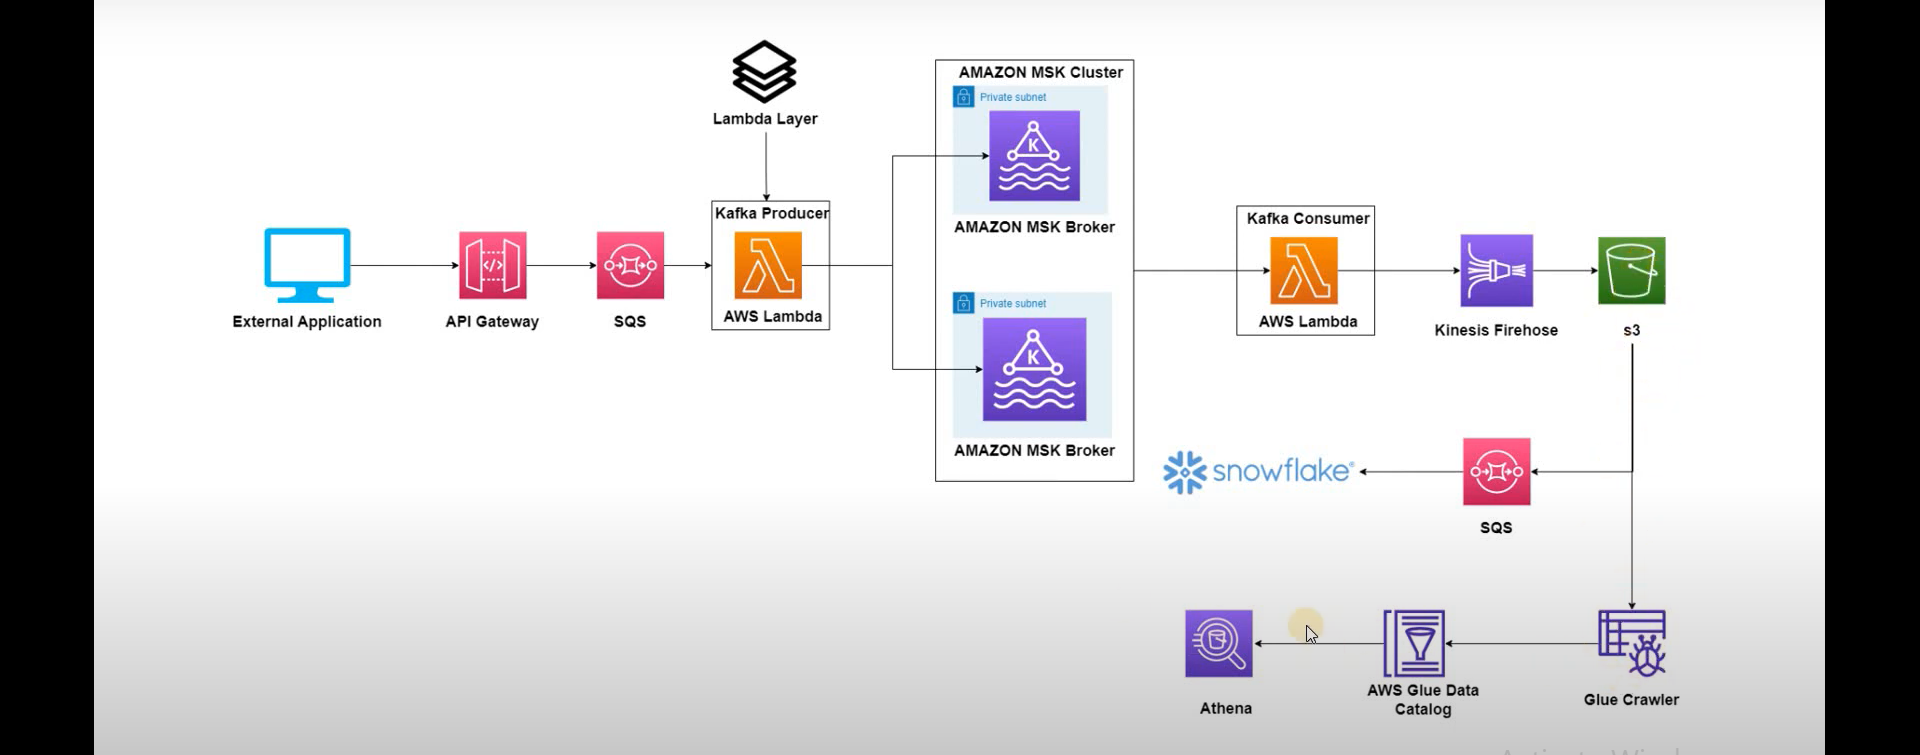 AMAZON MSK Cluster
Private subnet
Lambda Layer
K
Kafka Producer
Kafka Consumer
AMAZON MSK Broker
</>
External Application
API Gateway
SQS
AWS Lambda
Private subnet
K
AWS Lambda
Kinesis Firehose
s3
AMAZON MSK Broker
snowflake®
SQS
Athena
AWS Glue Data
Catalog
Glue Crawler